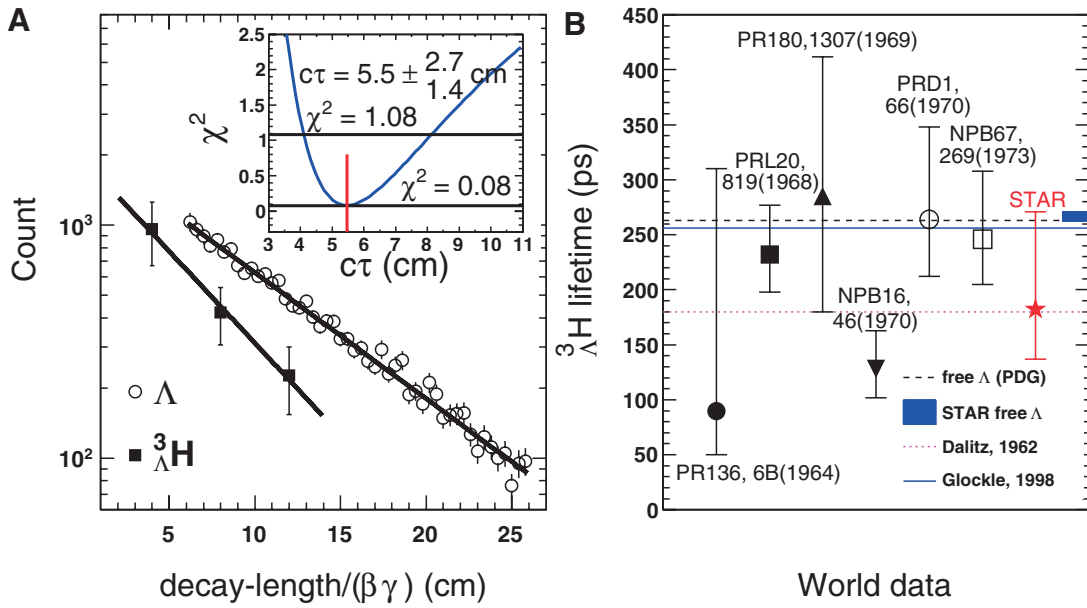 A
Count
10³
10²
5
10
15
20
25
decay-length/(βγ) (cm)
Λ
³ΛH
χ²
2.5
2
1.5
1
0.5
0
3
4
5
6
7
8
9
10
11
cτ (cm)
cτ = 5.5 ± 2.7 cm
1.4
χ² = 1.08
χ² = 0.08
B
³ΛH lifetime (ps)
450
400
350
300
250
200
150
100
50
0
PR180,1307(1969)
PRD1,
66(1970)
NPB67,
269(1973)
PRL20,
819(1968)
STAR
NPB16,
46(1970)
PR136, 6B(1964)
free Λ (PDG)
STAR free Λ
Dalitz, 1962
Glockle, 1998
World data